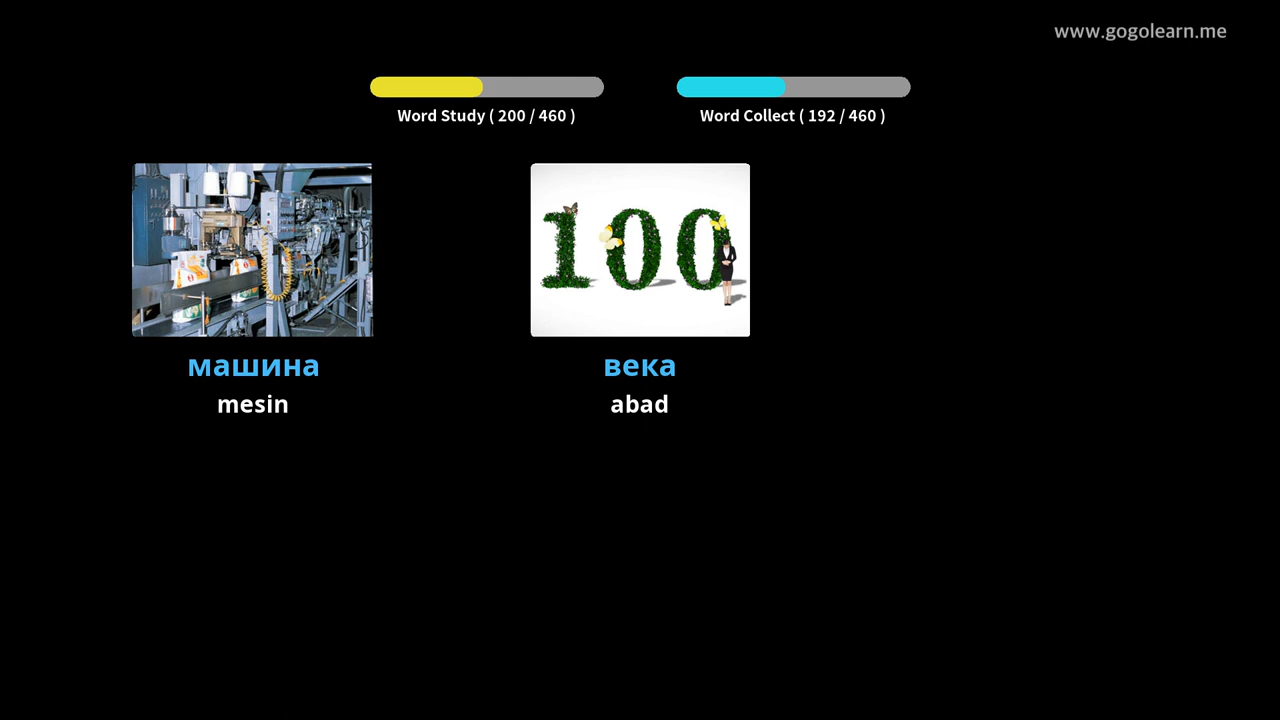 www.gogolearn.me
Word Study ( 200 / 460 )
Word Collect ( 192 / 460 )
100
машина
mesin
века
abad